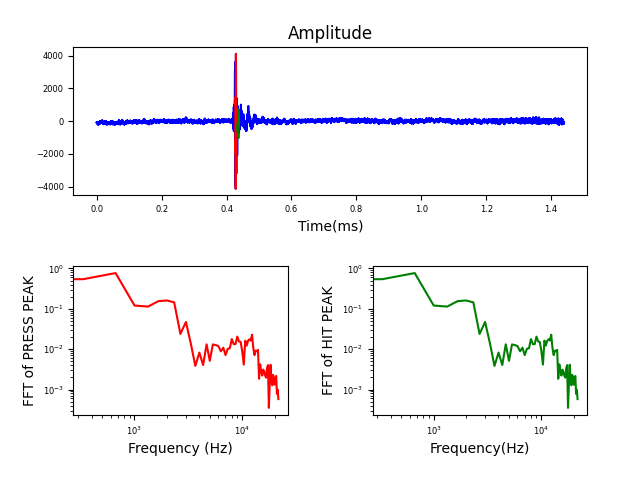 Amplitude
4000
2000
0
−2000
−4000
0.0 0.2 0.4 0.6 0.8 1.0 1.2 1.4
Time(ms)
FFT of PRESS PEAK
10⁰
10⁻¹
10⁻²
10⁻³
10³ 10⁴
Frequency (Hz)
FFT of HIT PEAK
10⁰
10⁻¹
10⁻²
10⁻³
10³ 10⁴
Frequency(Hz)